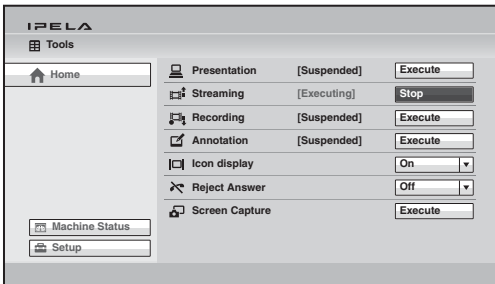 IPELA
Tools
Home
Presentation [Suspended] Execute
Streaming [Executing] Stop
Recording [Suspended] Execute
Annotation [Suspended] Execute
Icon display On
Reject Answer Off
Screen Capture Execute
Machine Status
Setup